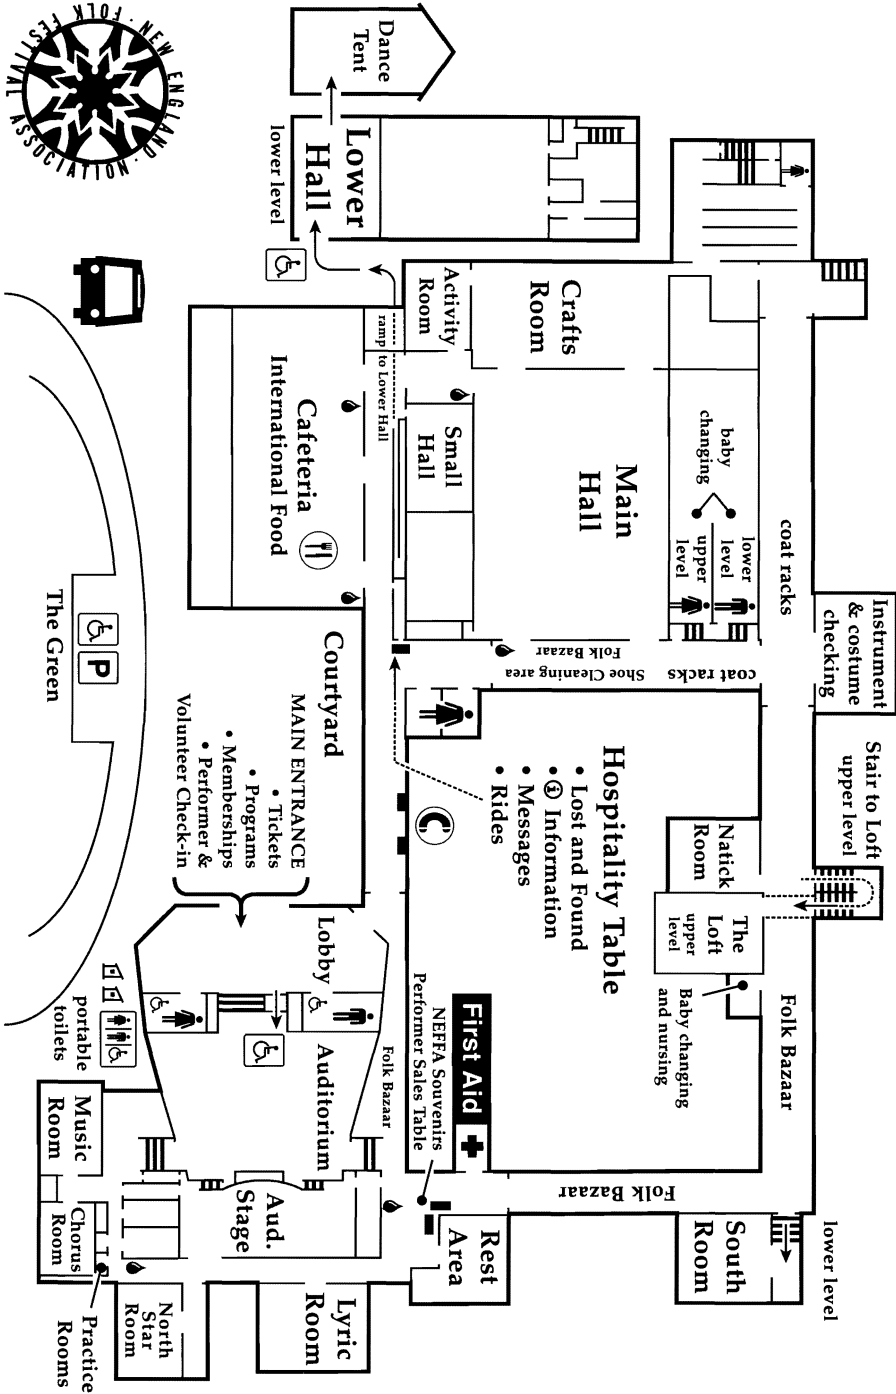 NEW ENGLAND
FOLK FESTIVAL ASSOCIATION
Dance
Tent
Lower
Hall
lower level
Activity
Room
Crafts
Room
ramp to Lower Hall
Cafeteria
International Food
Small
Hall
Main
Hall
baby
changing
lower
level
upper
level
coat racks
Instrument
& costume
checking
Folk Bazaar
Shoe Cleaning area
coat racks
The Green
P
Courtyard
MAIN ENTRANCE
• Tickets
• Programs
• Memberships
• Performer &
Volunteer Check-in
Hospitality Table
• Lost and Found
• i Information
• Messages
• Rides
Stair to Loft
upper level
Natick
Room
The
Loft
upper
level
Baby changing
and nursing
Folk Bazaar
Lobby
portable
toilets
Auditorium
Folk Bazaar
First Aid
NEFFA Souvenirs
Performer Sales Table
Music
Room
Chorus
Room
Practice
Rooms
North
Star
Room
Aud.
Stage
Lyric
Room
Rest
Area
Folk Bazaar
South
Room
lower level